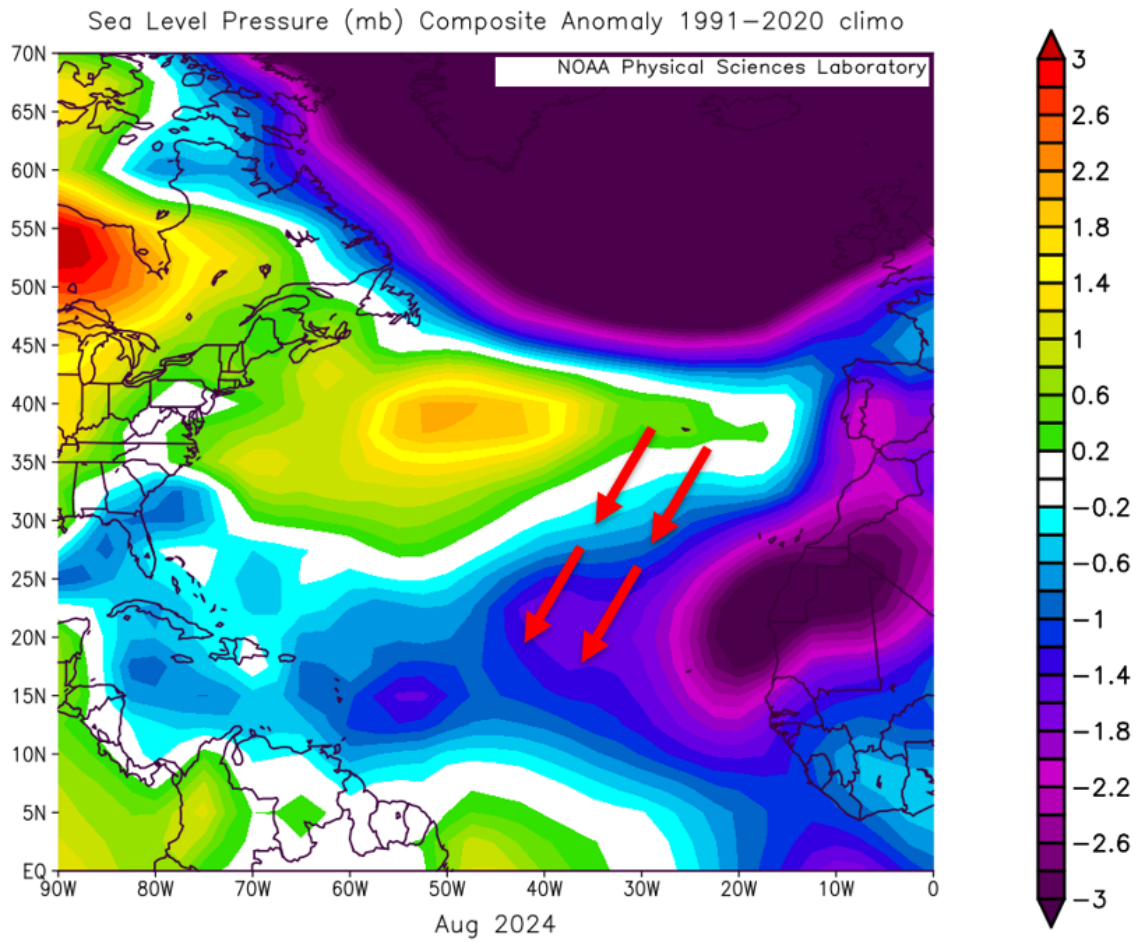 Sea Level Pressure (mb) Composite Anomaly 1991-2020 climo
NOAA Physical Sciences Laboratory
70N
65N
60N
55N
50N
45N
40N
35N
30N
25N
20N
15N
10N
5N
EQ
90W 80W 70W 60W 50W 40W 30W 20W 10W 0
Aug 2024
3
2.6
2.2
1.8
1.4
1
0.6
0.2
-0.2
-0.6
-1
-1.4
-1.8
-2.2
-2.6
-3